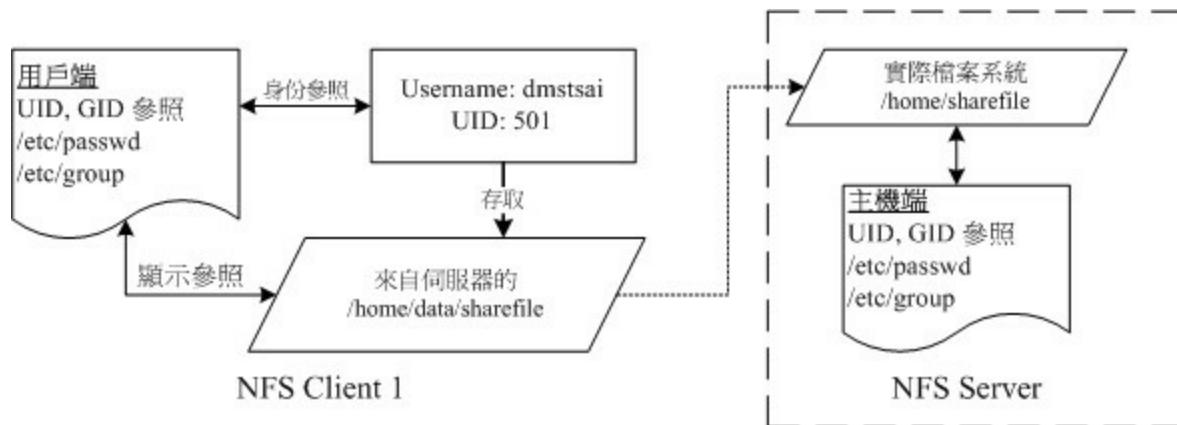 用戶端
UID, GID 參照
/etc/passwd
/etc/group
身份參照
Username: dmstsai
UID: 501
存取
顯示參照
來自伺服器的
/home/data/sharefile
NFS Client 1
實際檔案系統
/home/sharefile
主機端
UID, GID 參照
/etc/passwd
/etc/group
NFS Server